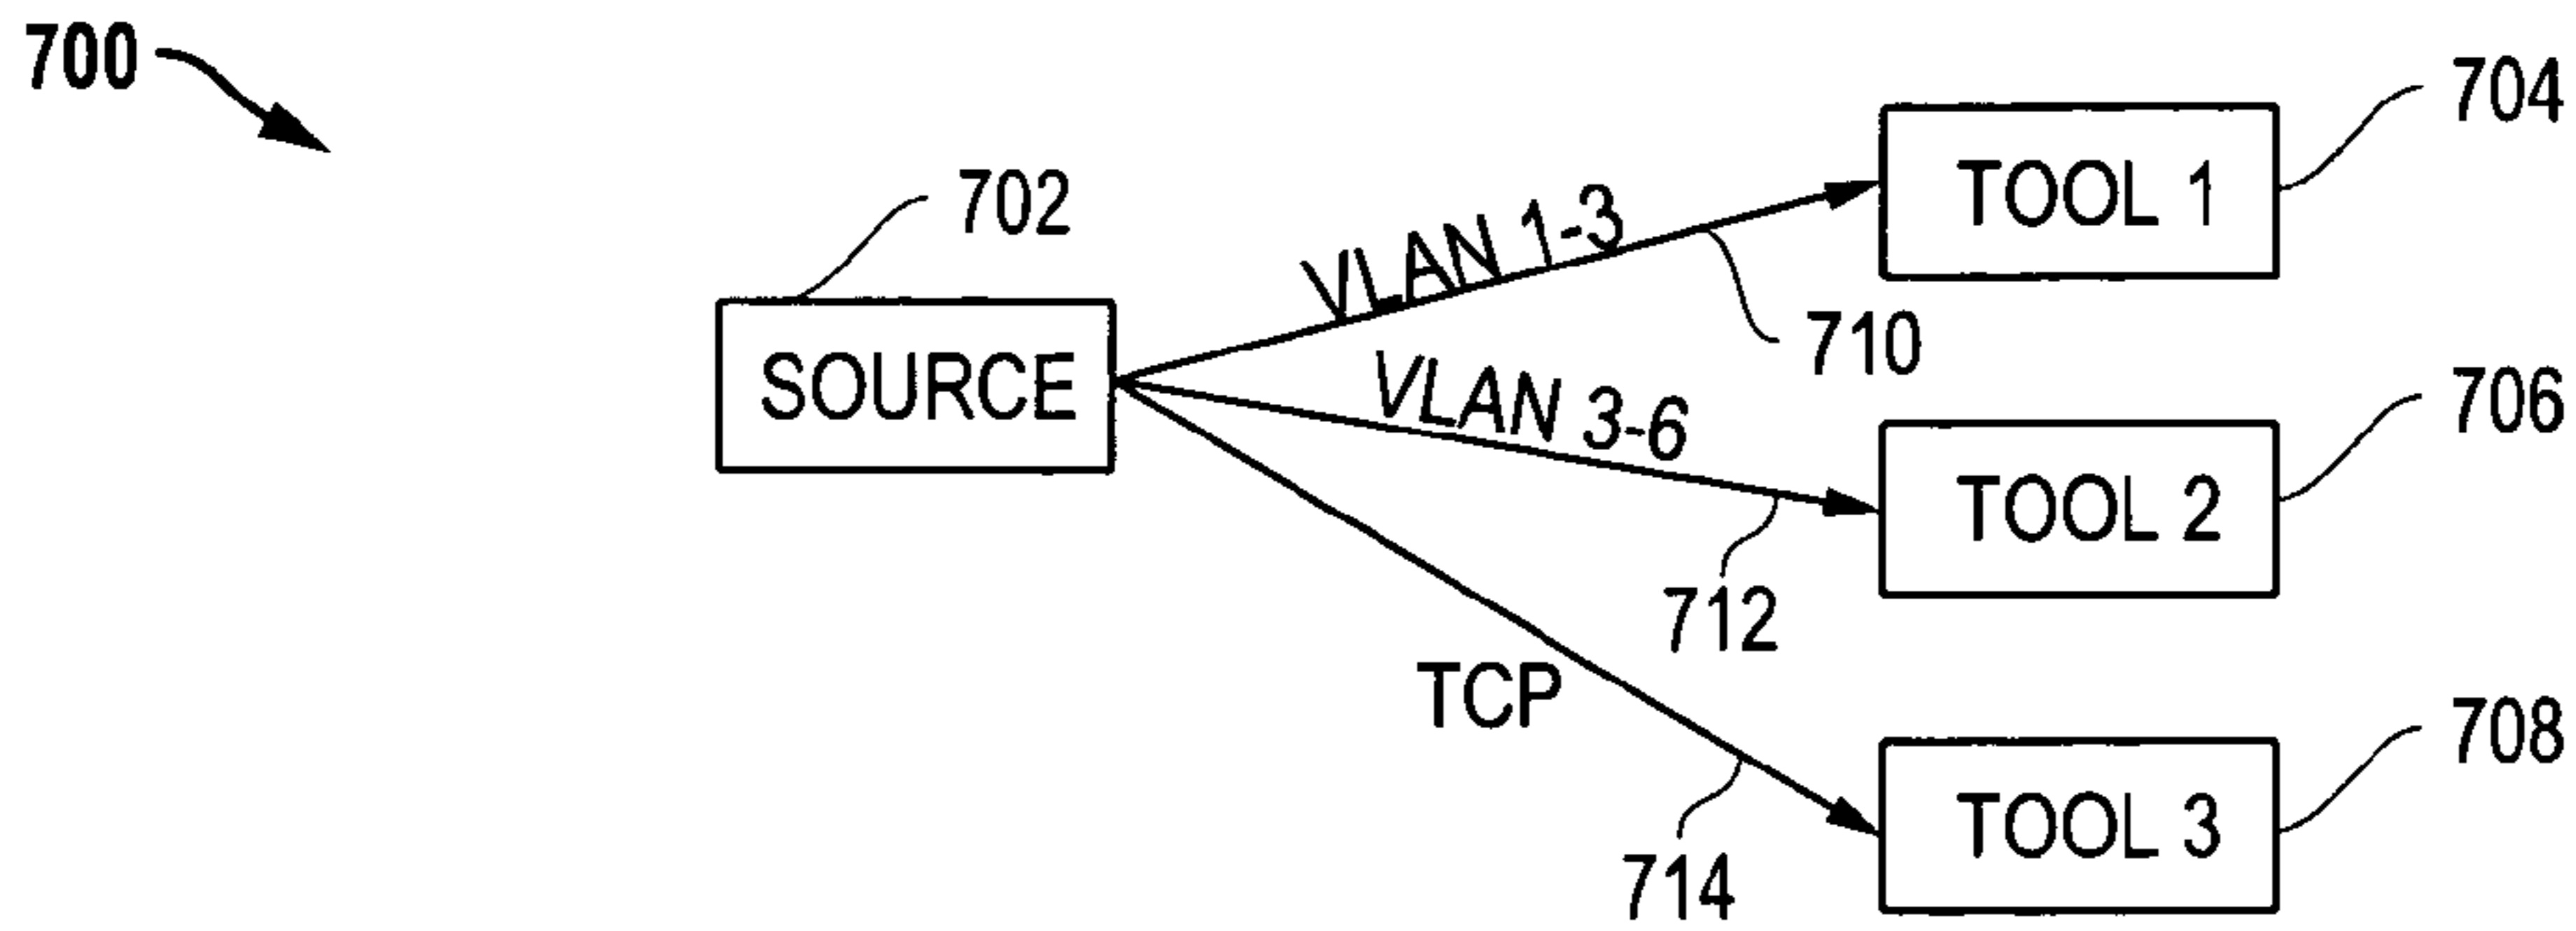 700
704
TOOL 1
702
VLAN 1-3
710
SOURCE
VLAN 3-6
706
TOOL 2
712
TCP
708
TOOL 3
714